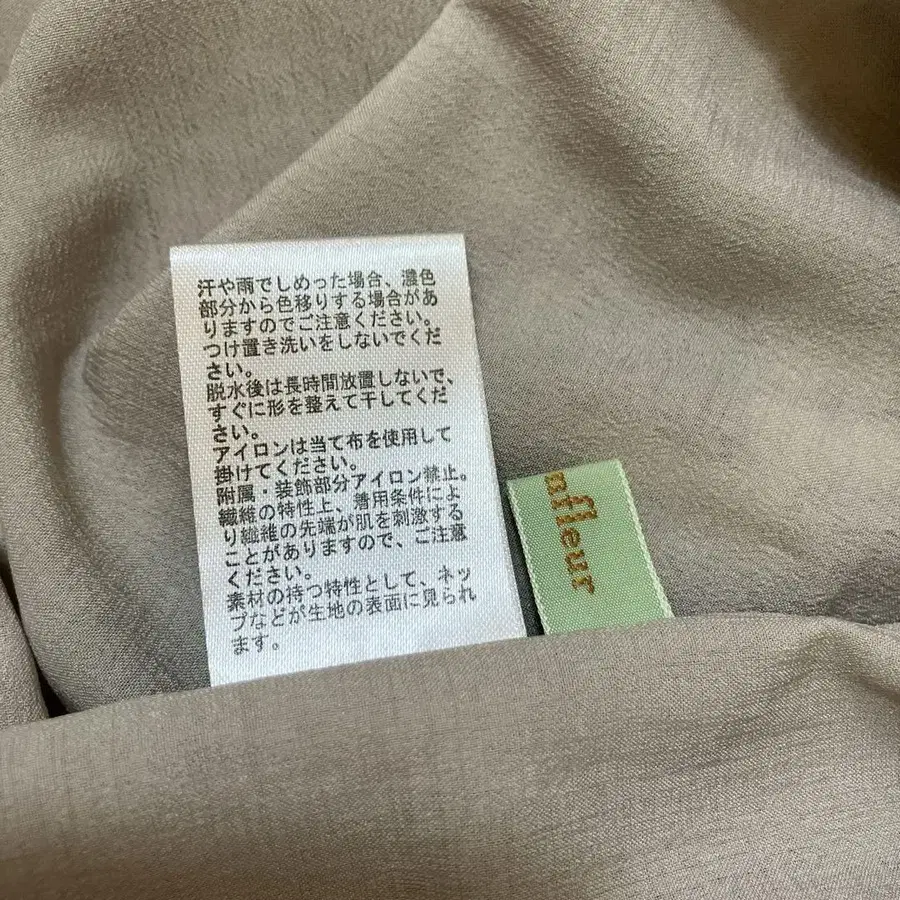 汗や雨でしめった場合、濃色
部分から色移りする場合があ
りますのでご注意ください。
つけ置き洗いをしないでくだ
さい。
脱水後は長時間放置しないで、
すぐに形を整えて干してくだ
さい。
アイロンは当て布を使用して
掛けてください。
附属・装飾部分アイロン禁止。
繊維の特性上、着用条件によ
り繊維の先端が肌を刺激する
ことがありますので、ご注意
ください。
素材の持つ特性として、ネッ
プなどが生地の表面に見られ
ます。